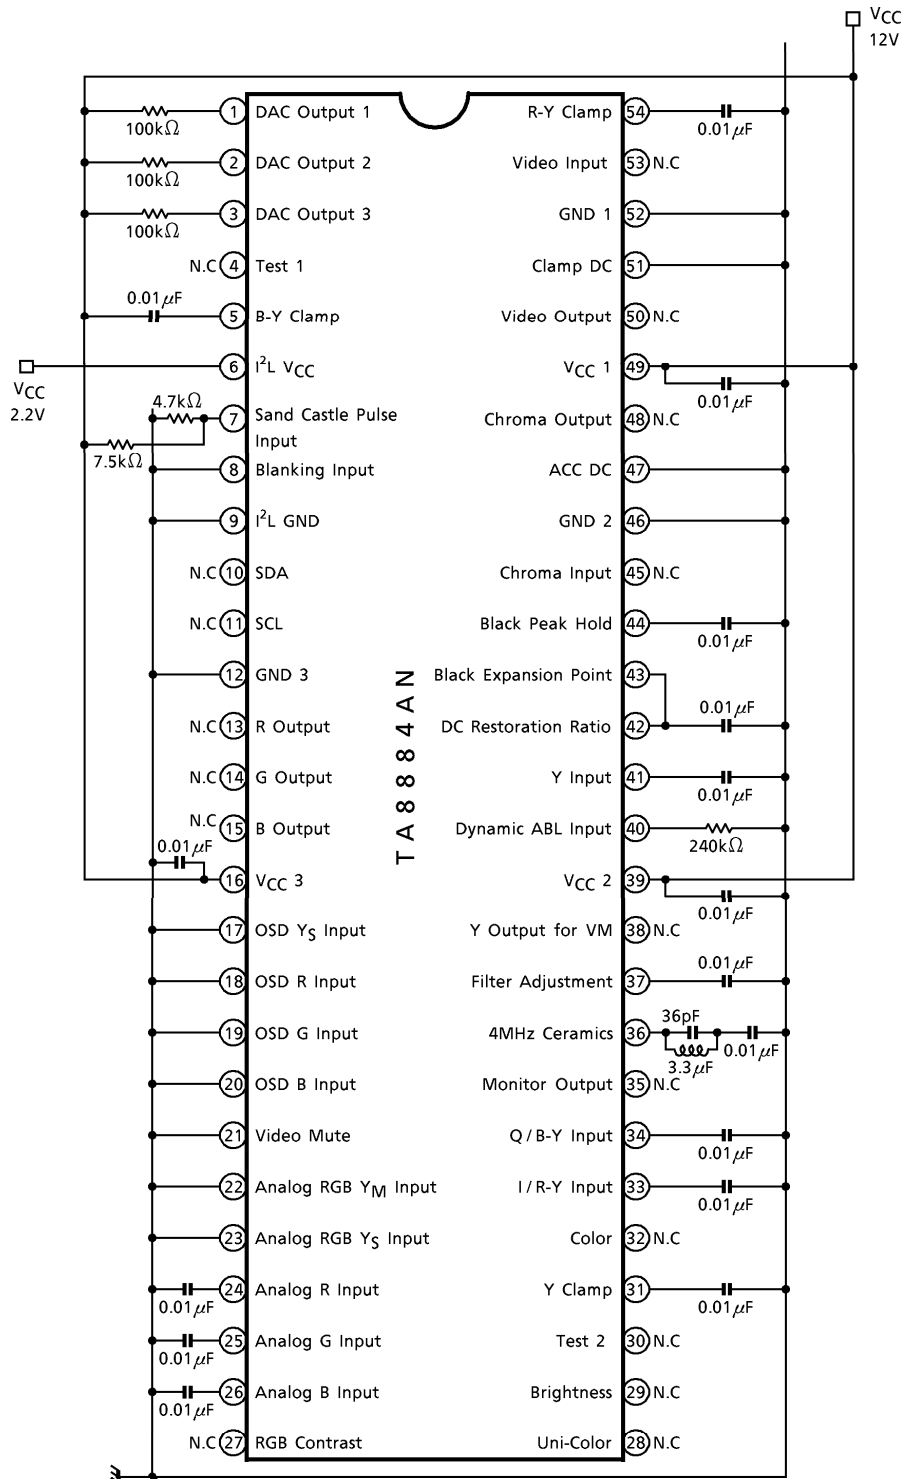 VCC
12V
1 DAC Output 1
100kΩ
2 DAC Output 2
100kΩ
3 DAC Output 3
100kΩ
N.C 4 Test 1
0.01μF
5 B-Y Clamp
6 I²L VCC
VCC
2.2V
4.7kΩ
7 Sand Castle Pulse
Input
7.5kΩ
8 Blanking Input
9 I²L GND
N.C 10 SDA
N.C 11 SCL
12 GND 3
N.C 13 R Output
N.C 14 G Output
N.C 15 B Output
0.01μF
16 VCC 3
17 OSD YS Input
18 OSD R Input
19 OSD G Input
20 OSD B Input
21 Video Mute
22 Analog RGB YM Input
23 Analog RGB YS Input
24 Analog R Input
0.01μF
25 Analog G Input
0.01μF
26 Analog B Input
0.01μF
N.C 27 RGB Contrast
TA8884AN
R-Y Clamp 54
0.01μF
Video Input 53 N.C
GND 1 52
Clamp DC 51
Video Output 50 N.C
VCC 1 49
0.01μF
Chroma Output 48 N.C
ACC DC 47
GND 2 46
Chroma Input 45 N.C
Black Peak Hold 44
0.01μF
Black Expansion Point 43
0.01μF
DC Restoration Ratio 42
Y Input 41
0.01μF
Dynamic ABL Input 40
240kΩ
VCC 2 39
0.01μF
Y Output for VM 38 N.C
0.01μF
Filter Adjustment 37
36pF
4MHz Ceramics 36
0.01μF
3.3μF
Monitor Output 35 N.C
Q/B-Y Input 34
0.01μF
I/R-Y Input 33
0.01μF
Color 32 N.C
Y Clamp 31
0.01μF
Test 2 30 N.C
Brightness 29 N.C
Uni-Color 28 N.C